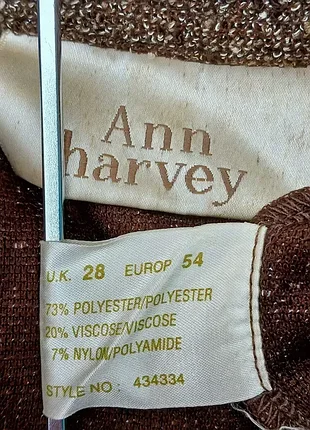 Ann
harvey
U.K. 28 EUROP 54
73% POLYESTER/POLYESTER
20% VISCOSE/VISCOSE
7% NYLON/POLYAMIDE
STYLE NO : 434334